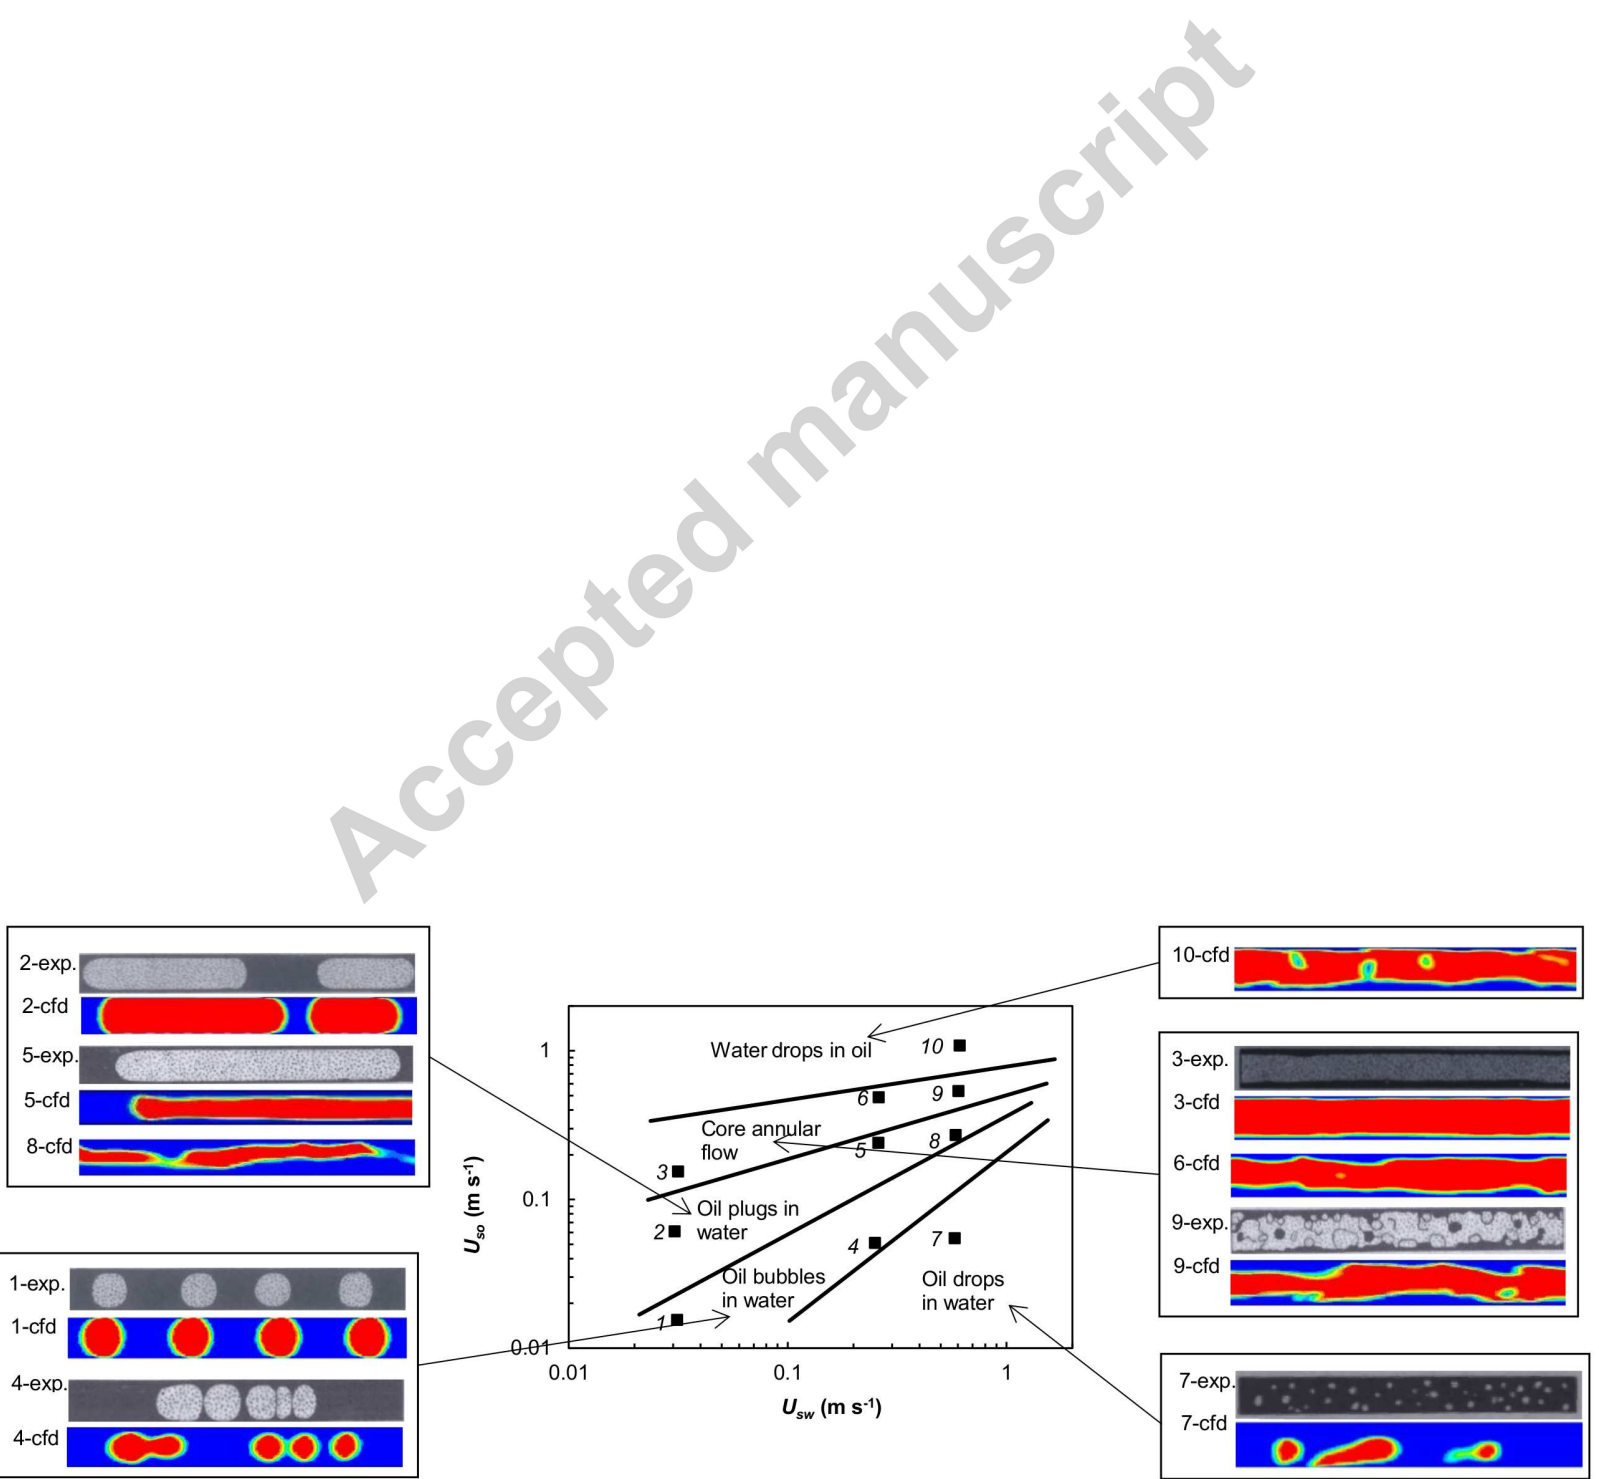 Accepted manuscript
2-exp.
2-cfd
5-exp.
5-cfd
8-cfd
1-exp.
1-cfd
4-exp.
4-cfd
U_so (m s⁻¹)
1
0.1
0.01
0.01
0.1
1
U_sw (m s⁻¹)
Water drops in oil
10
6
9
Core annular
flow
5
8
3
Oil plugs in
water
2
4
7
Oil bubbles
in water
Oil drops
in water
1
10-cfd
3-exp.
3-cfd
6-cfd
9-exp.
9-cfd
7-exp.
7-cfd